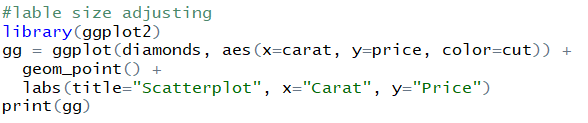 #lable size adjusting
library(ggplot2)
gg = ggplot(diamonds, aes(x=carat, y=price, color=cut)) +
  geom_point() +
  labs(title="Scatterplot", x="Carat", y="Price")
print(gg)